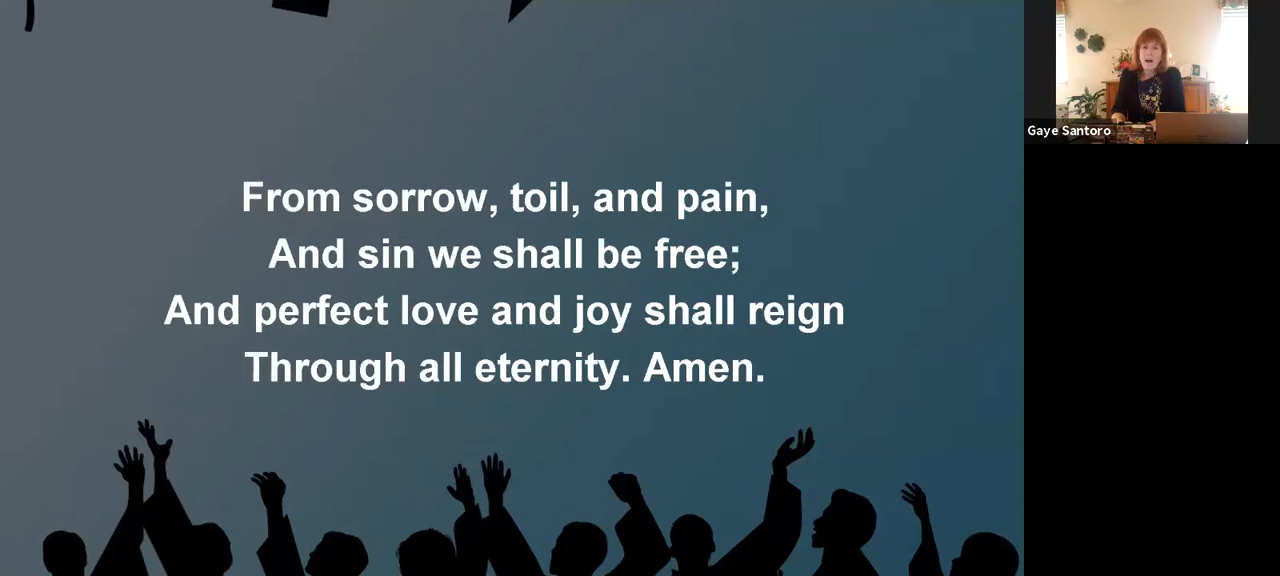 From sorrow, toil, and pain,
And sin we shall be free;
And perfect love and joy shall reign
Through all eternity. Amen.
Gaye Santoro